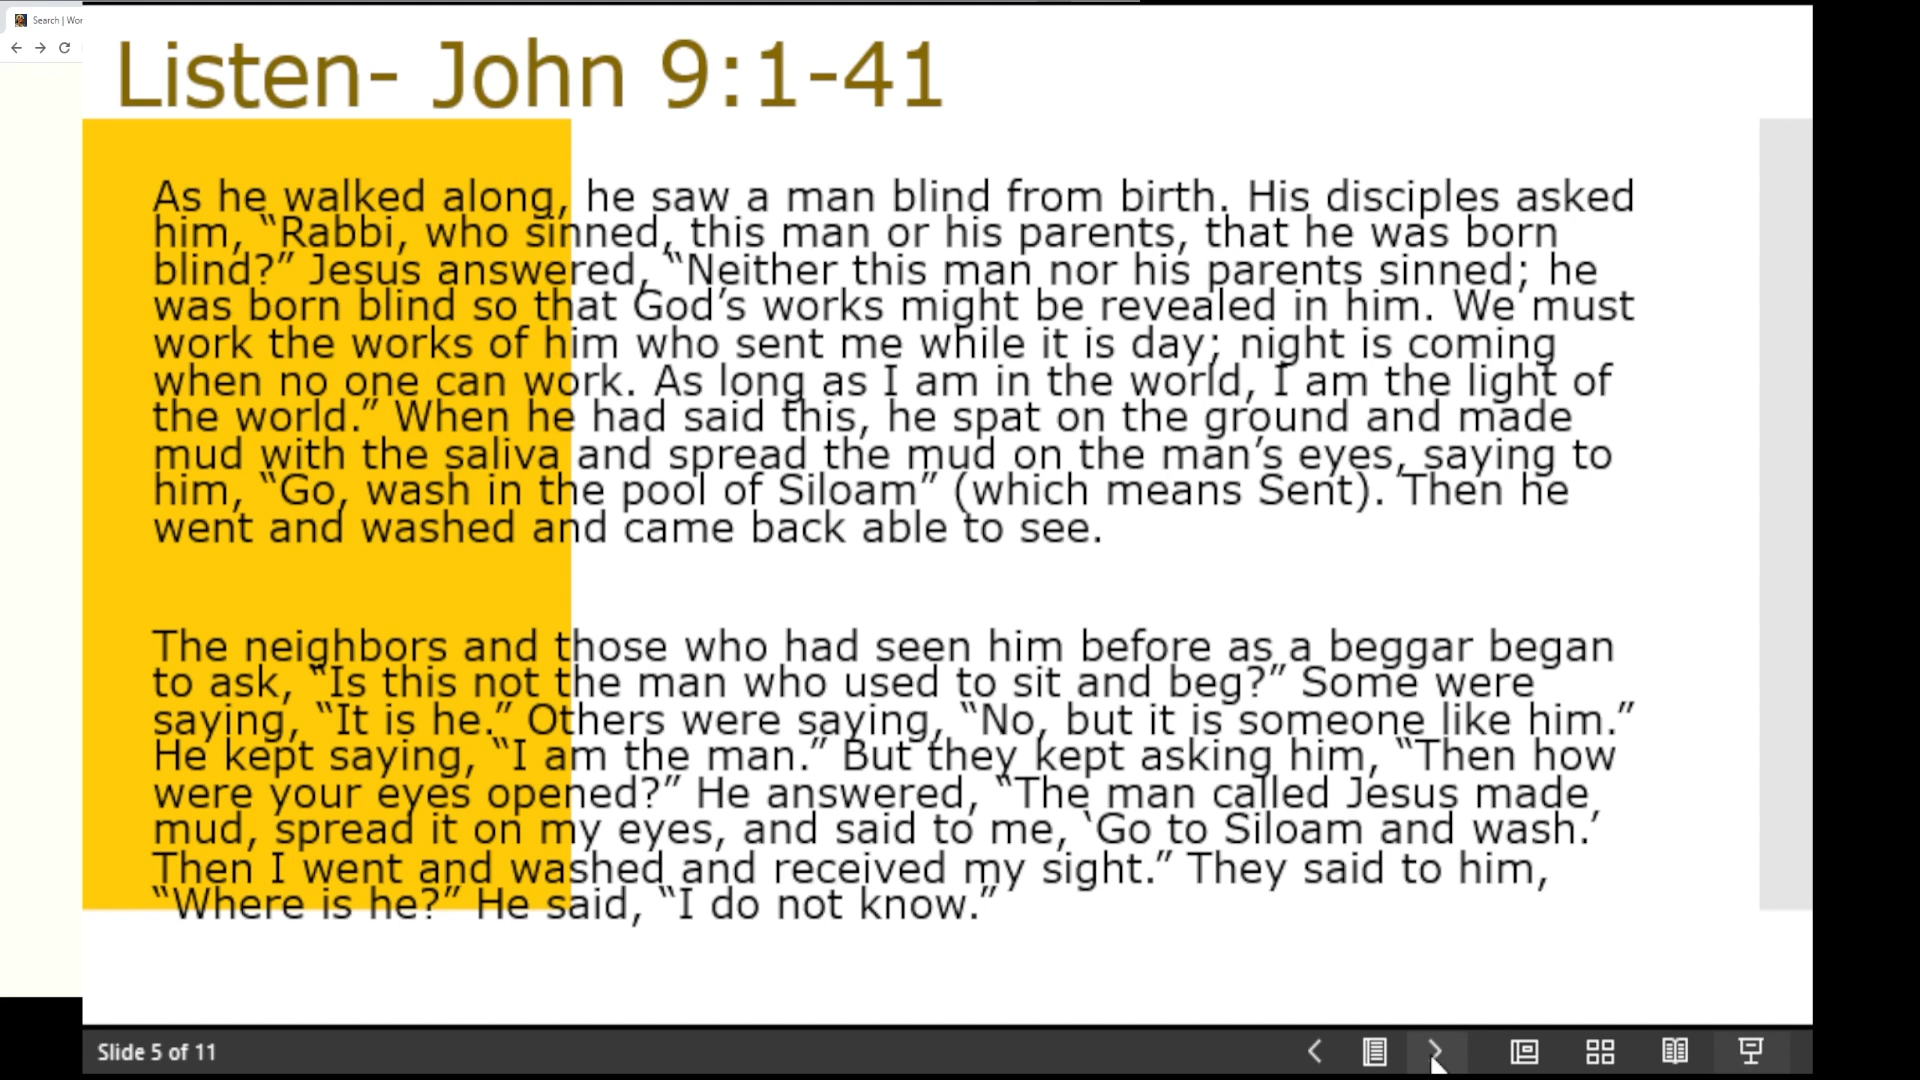 Search | Wor
Listen- John 9:1-41
As he walked along, he saw a man blind from birth. His disciples asked
him, “Rabbi, who sinned, this man or his parents, that he was born
blind?” Jesus answered, “Neither this man nor his parents sinned; he
was born blind so that God’s works might be revealed in him. We must
work the works of him who sent me while it is day; night is coming
when no one can work. As long as I am in the world, I am the light of
the world.” When he had said this, he spat on the ground and made
mud with the saliva and spread the mud on the man’s eyes, saying to
him, “Go, wash in the pool of Siloam” (which means Sent). Then he
went and washed and came back able to see.
The neighbors and those who had seen him before as a beggar began
to ask, “Is this not the man who used to sit and beg?” Some were
saying, “It is he.” Others were saying, “No, but it is someone like him.”
He kept saying, “I am the man.” But they kept asking him, “Then how
were your eyes opened?” He answered, “The man called Jesus made
mud, spread it on my eyes, and said to me, ‘Go to Siloam and wash.’
Then I went and washed and received my sight.” They said to him,
“Where is he?” He said, “I do not know.”
Slide 5 of 11